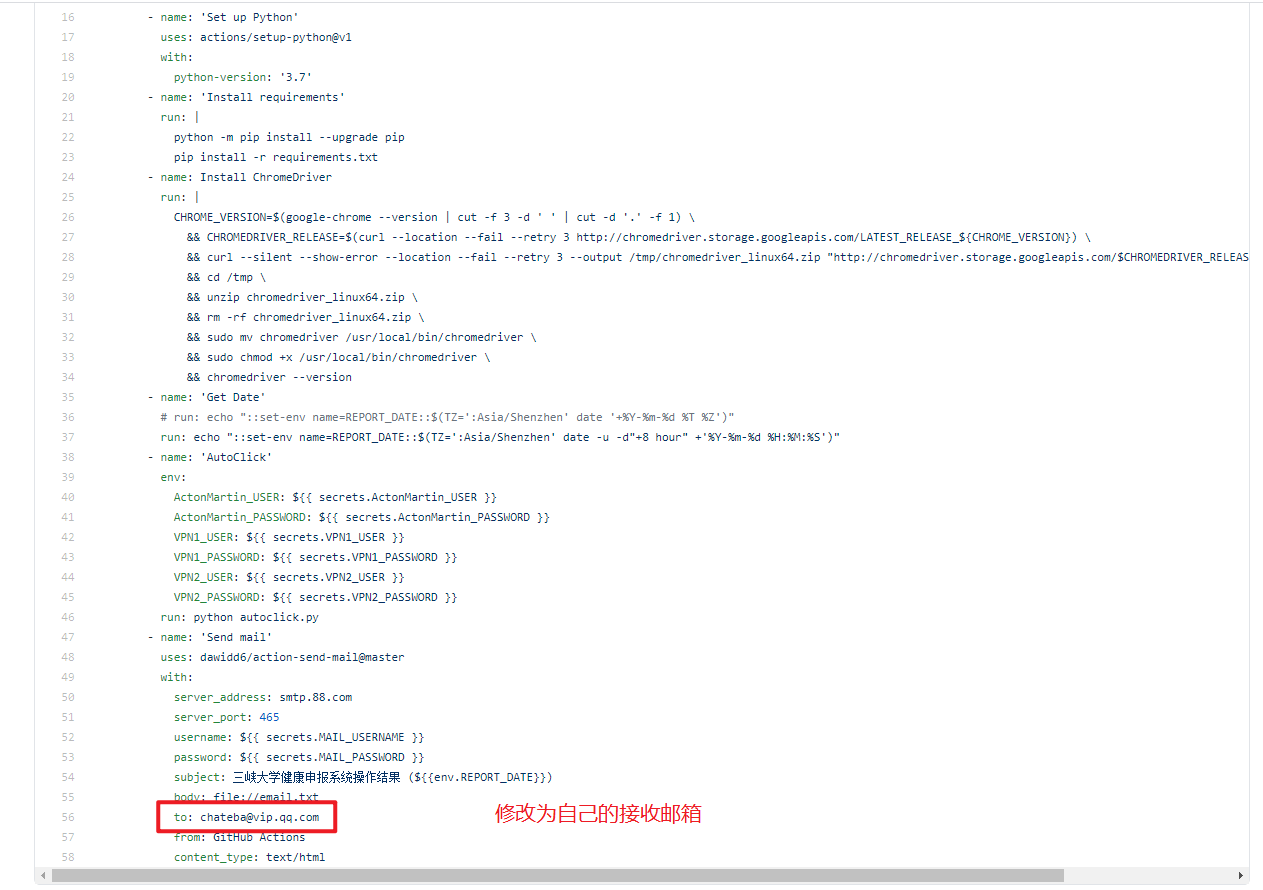 16 - name: 'Set up Python'
17 uses: actions/setup-python@v1
18 with:
19 python-version: '3.7'
20 - name: 'Install requirements'
21 run: |
22 python -m pip install --upgrade pip
23 pip install -r requirements.txt
24 - name: Install ChromeDriver
25 run: |
26 CHROME_VERSION=$(google-chrome --version | cut -f 3 -d ' ' | cut -d '.' -f 1) \
27 && CHROMEDRIVER_RELEASE=$(curl --location --fail --retry 3 http://chromedriver.storage.googleapis.com/LATEST_RELEASE_${CHROME_VERSION}) \
28 && curl --silent --show-error --location --fail --retry 3 --output /tmp/chromedriver_linux64.zip "http://chromedriver.storage.googleapis.com/$CHROMEDRIVER_RELEAS
29 && cd /tmp \
30 && unzip chromedriver_linux64.zip \
31 && rm -rf chromedriver_linux64.zip \
32 && sudo mv chromedriver /usr/local/bin/chromedriver \
33 && sudo chmod +x /usr/local/bin/chromedriver \
34 && chromedriver --version
35 - name: 'Get Date'
36 # run: echo "::set-env name=REPORT_DATE::$(TZ=':Asia/Shenzhen' date '+%Y-%m-%d %T %Z')"
37 run: echo "::set-env name=REPORT_DATE::$(TZ=':Asia/Shenzhen' date -u -d"+8 hour" +'%Y-%m-%d %H:%M:%S')"
38 - name: 'AutoClick'
39 env:
40 ActonMartin_USER: ${{ secrets.ActonMartin_USER }}
41 ActonMartin_PASSWORD: ${{ secrets.ActonMartin_PASSWORD }}
42 VPN1_USER: ${{ secrets.VPN1_USER }}
43 VPN1_PASSWORD: ${{ secrets.VPN1_PASSWORD }}
44 VPN2_USER: ${{ secrets.VPN2_USER }}
45 VPN2_PASSWORD: ${{ secrets.VPN2_PASSWORD }}
46 run: python autoclick.py
47 - name: 'Send mail'
48 uses: dawidd6/action-send-mail@master
49 with:
50 server_address: smtp.88.com
51 server_port: 465
52 username: ${{ secrets.MAIL_USERNAME }}
53 password: ${{ secrets.MAIL_PASSWORD }}
54 subject: 三峡大学健康申报系统操作结果 (${{env.REPORT_DATE}})
55 body: file://email.txt
56 to: chateba@vip.qq.com
修改为自己的接收邮箱
57 from: GitHub Actions
58 content_type: text/html